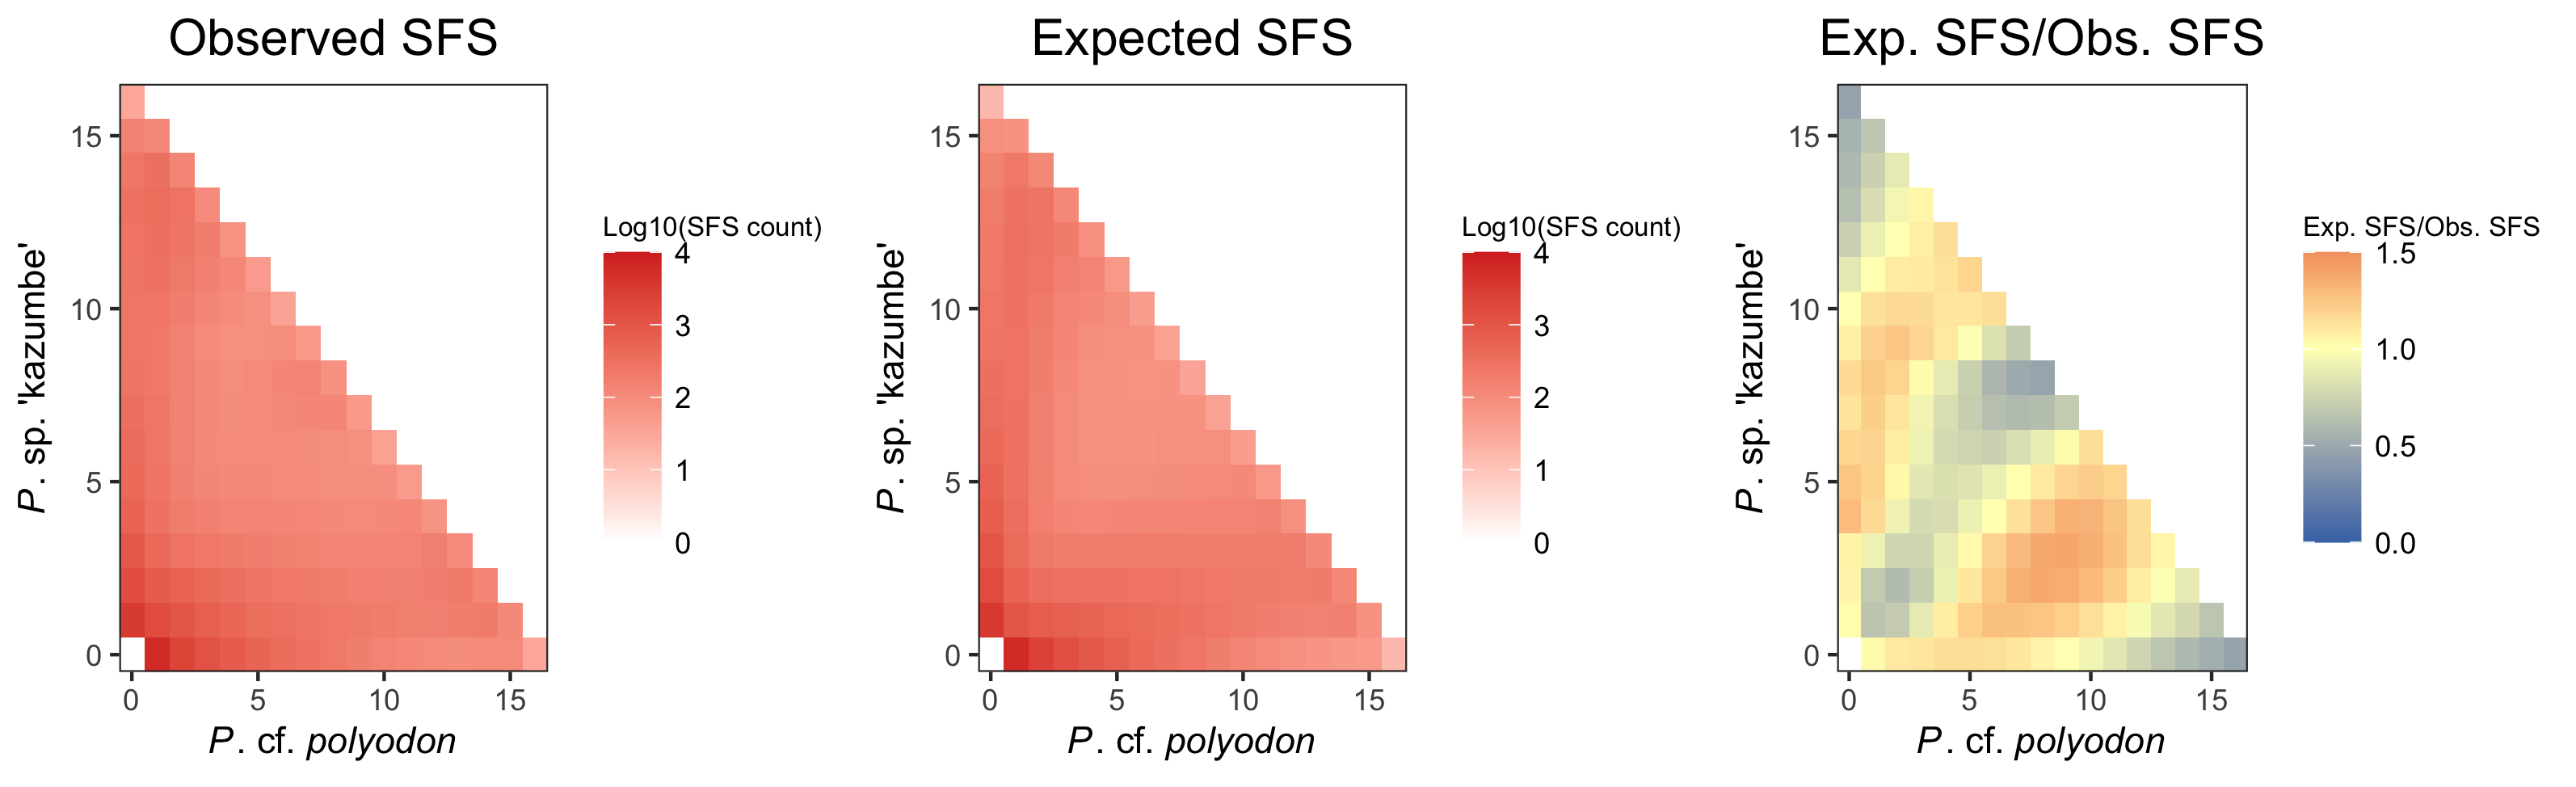 Observed SFS
15
10
5
0
0 5 10 15
P. sp. 'kazumbe'
P. cf. polyodon
Log10(SFS count)
4
3
2
1
0
Expected SFS
15
10
5
0
0 5 10 15
P. sp. 'kazumbe'
P. cf. polyodon
Log10(SFS count)
4
3
2
1
0
Exp. SFS/Obs. SFS
15
10
5
0
0 5 10 15
P. sp. 'kazumbe'
P. cf. polyodon
Exp. SFS/Obs. SFS
1.5
1.0
0.5
0.0